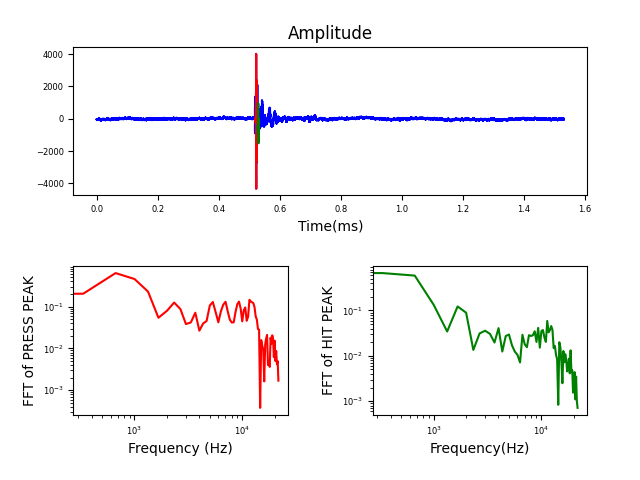 Amplitude
4000
2000
0
−2000
−4000
0.0 0.2 0.4 0.6 0.8 1.0 1.2 1.4 1.6
Time(ms)
FFT of PRESS PEAK
10⁻¹
10⁻²
10⁻³
10³ 10⁴
Frequency (Hz)
FFT of HIT PEAK
10⁻¹
10⁻²
10⁻³
10³ 10⁴
Frequency(Hz)